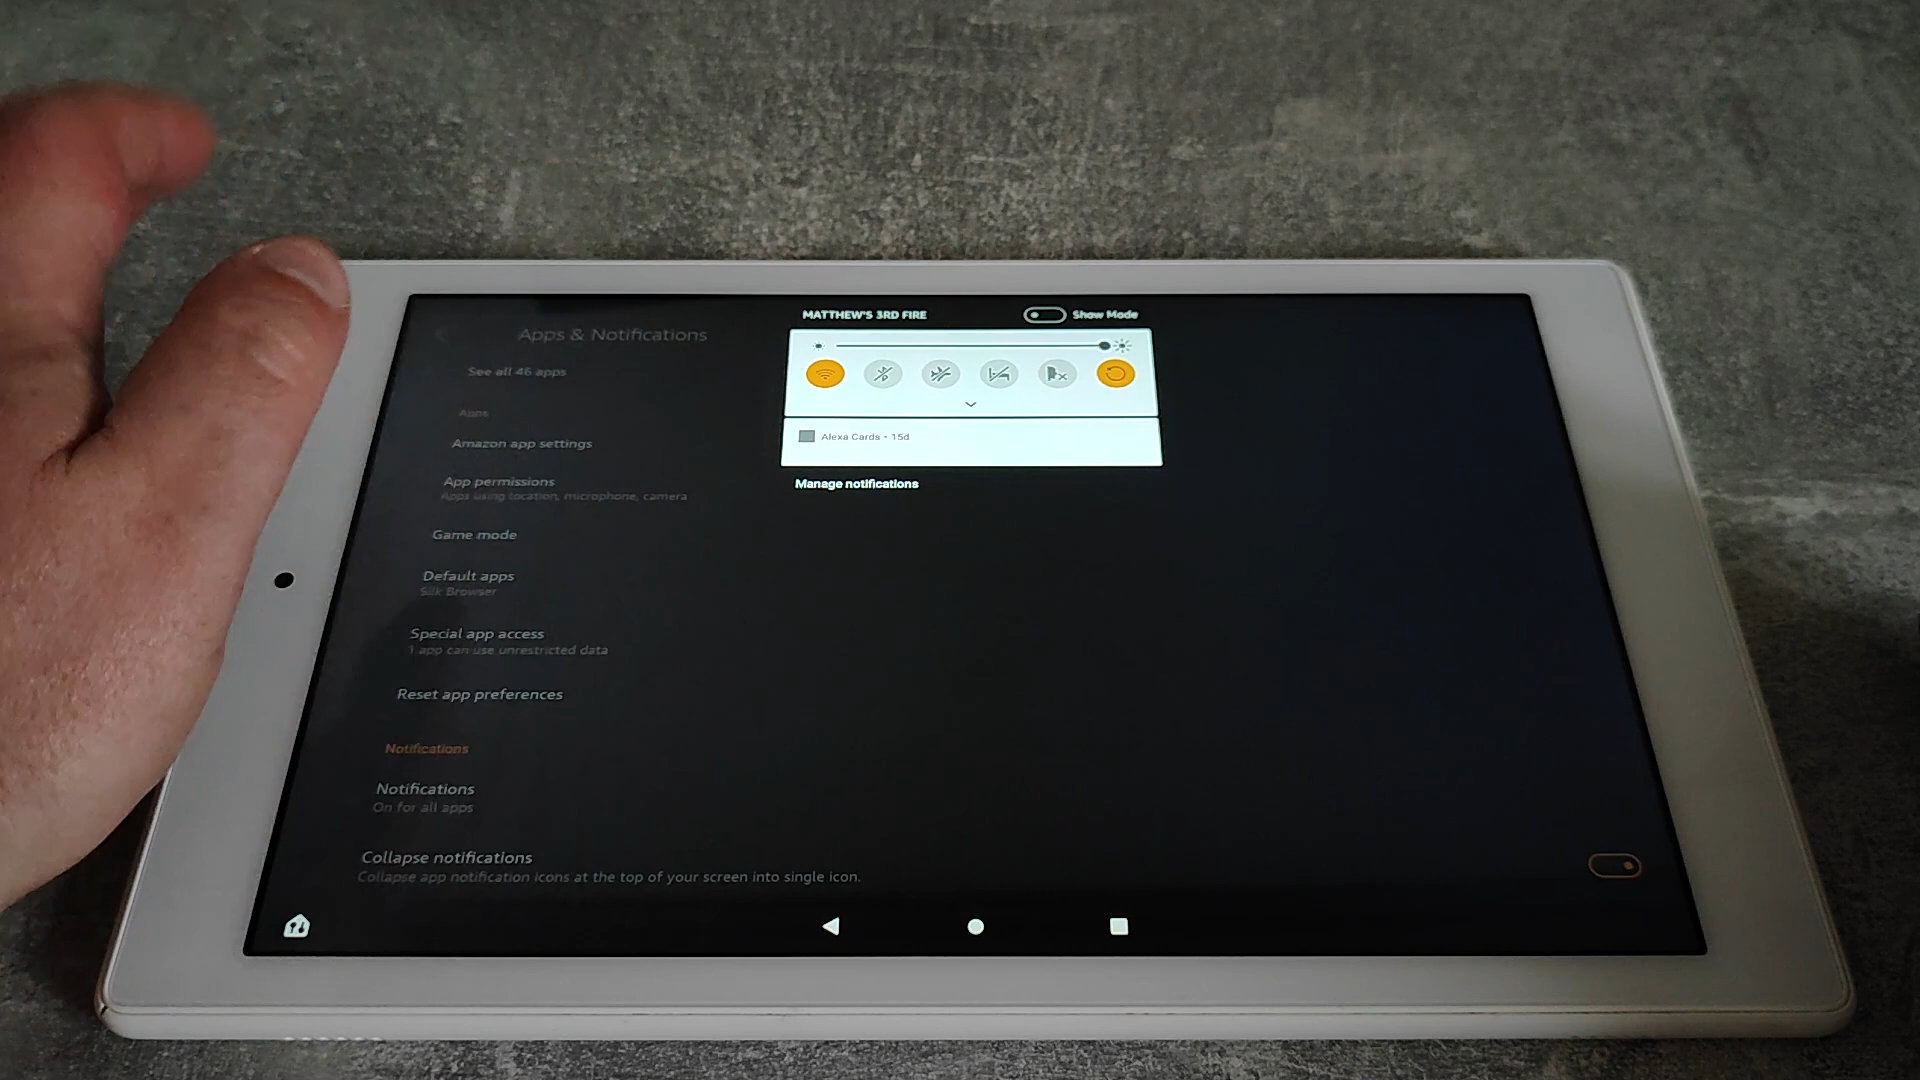 MATTHEW'S 3RD FIRE
Show Mode
Alexa Cards • 15d
Manage notifications
Apps & Notifications
See all 46 apps
Apps
Amazon app settings
App permissions
Apps using location, microphone, camera
Game mode
Default apps
Silk Browser
Special app access
1 app can use unrestricted data
Reset app preferences
Notifications
Notifications
On for all apps
Collapse notifications
Collapse app notification icons at the top of your screen into single icon.